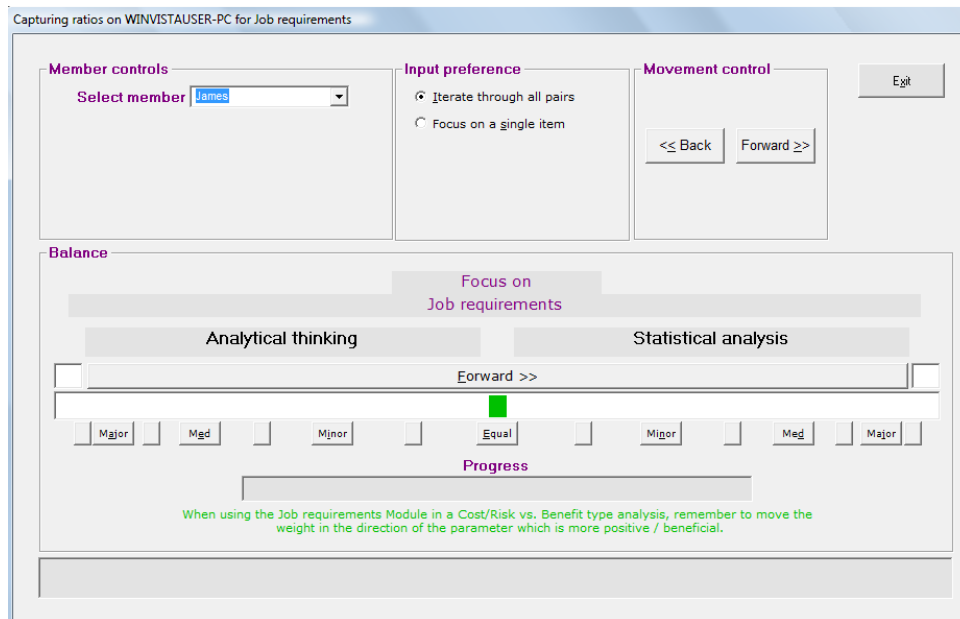 Capturing ratios on WINVISTAUSER-PC for Job requirements
Member controls
Select member James
Input preference
Iterate through all pairs
Focus on a single item
Movement control
<< Back Forward >>
Exit
Balance
Focus on
Job requirements
Analytical thinking Statistical analysis
Forward >>
Major Med Minor Equal Minor Med Major
Progress
When using the Job requirements Module in a Cost/Risk vs. Benefit type analysis, remember to move the
weight in the direction of the parameter which is more positive / beneficial.